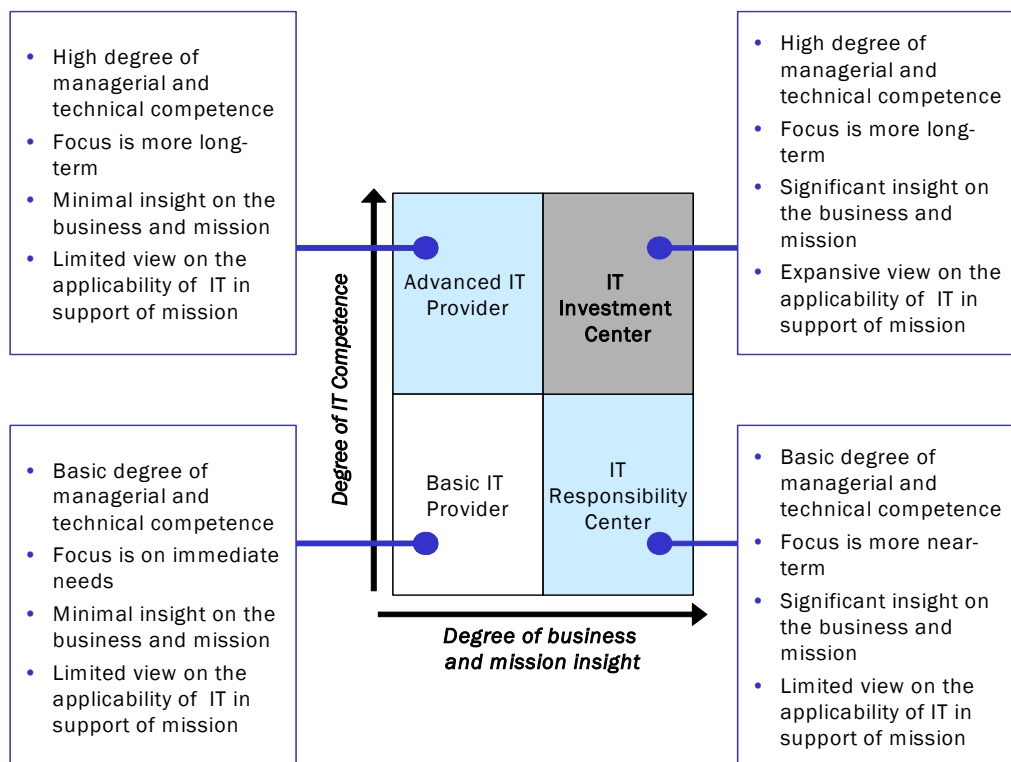 • High degree of
managerial and
technical competence
• Focus is more long-
term
• Minimal insight on the
business and mission
• Limited view on the
applicability of IT in
support of mission
• High degree of
managerial and
technical competence
• Focus is more long-
term
• Significant insight on
the business and
mission
• Expansive view on the
applicability of IT in
support of mission
Degree of IT Competence
Advanced IT
Provider
IT
Investment
Center
Basic IT
Provider
IT
Responsibility
Center
Degree of business
and mission insight
• Basic degree of
managerial and
technical competence
• Focus is on immediate
needs
• Minimal insight on the
business and mission
• Limited view on the
applicability of IT in
support of mission
• Basic degree of
managerial and
technical competence
• Focus is more near-
term
• Significant insight on
the business and
mission
• Limited view on the
applicability of IT in
support of mission